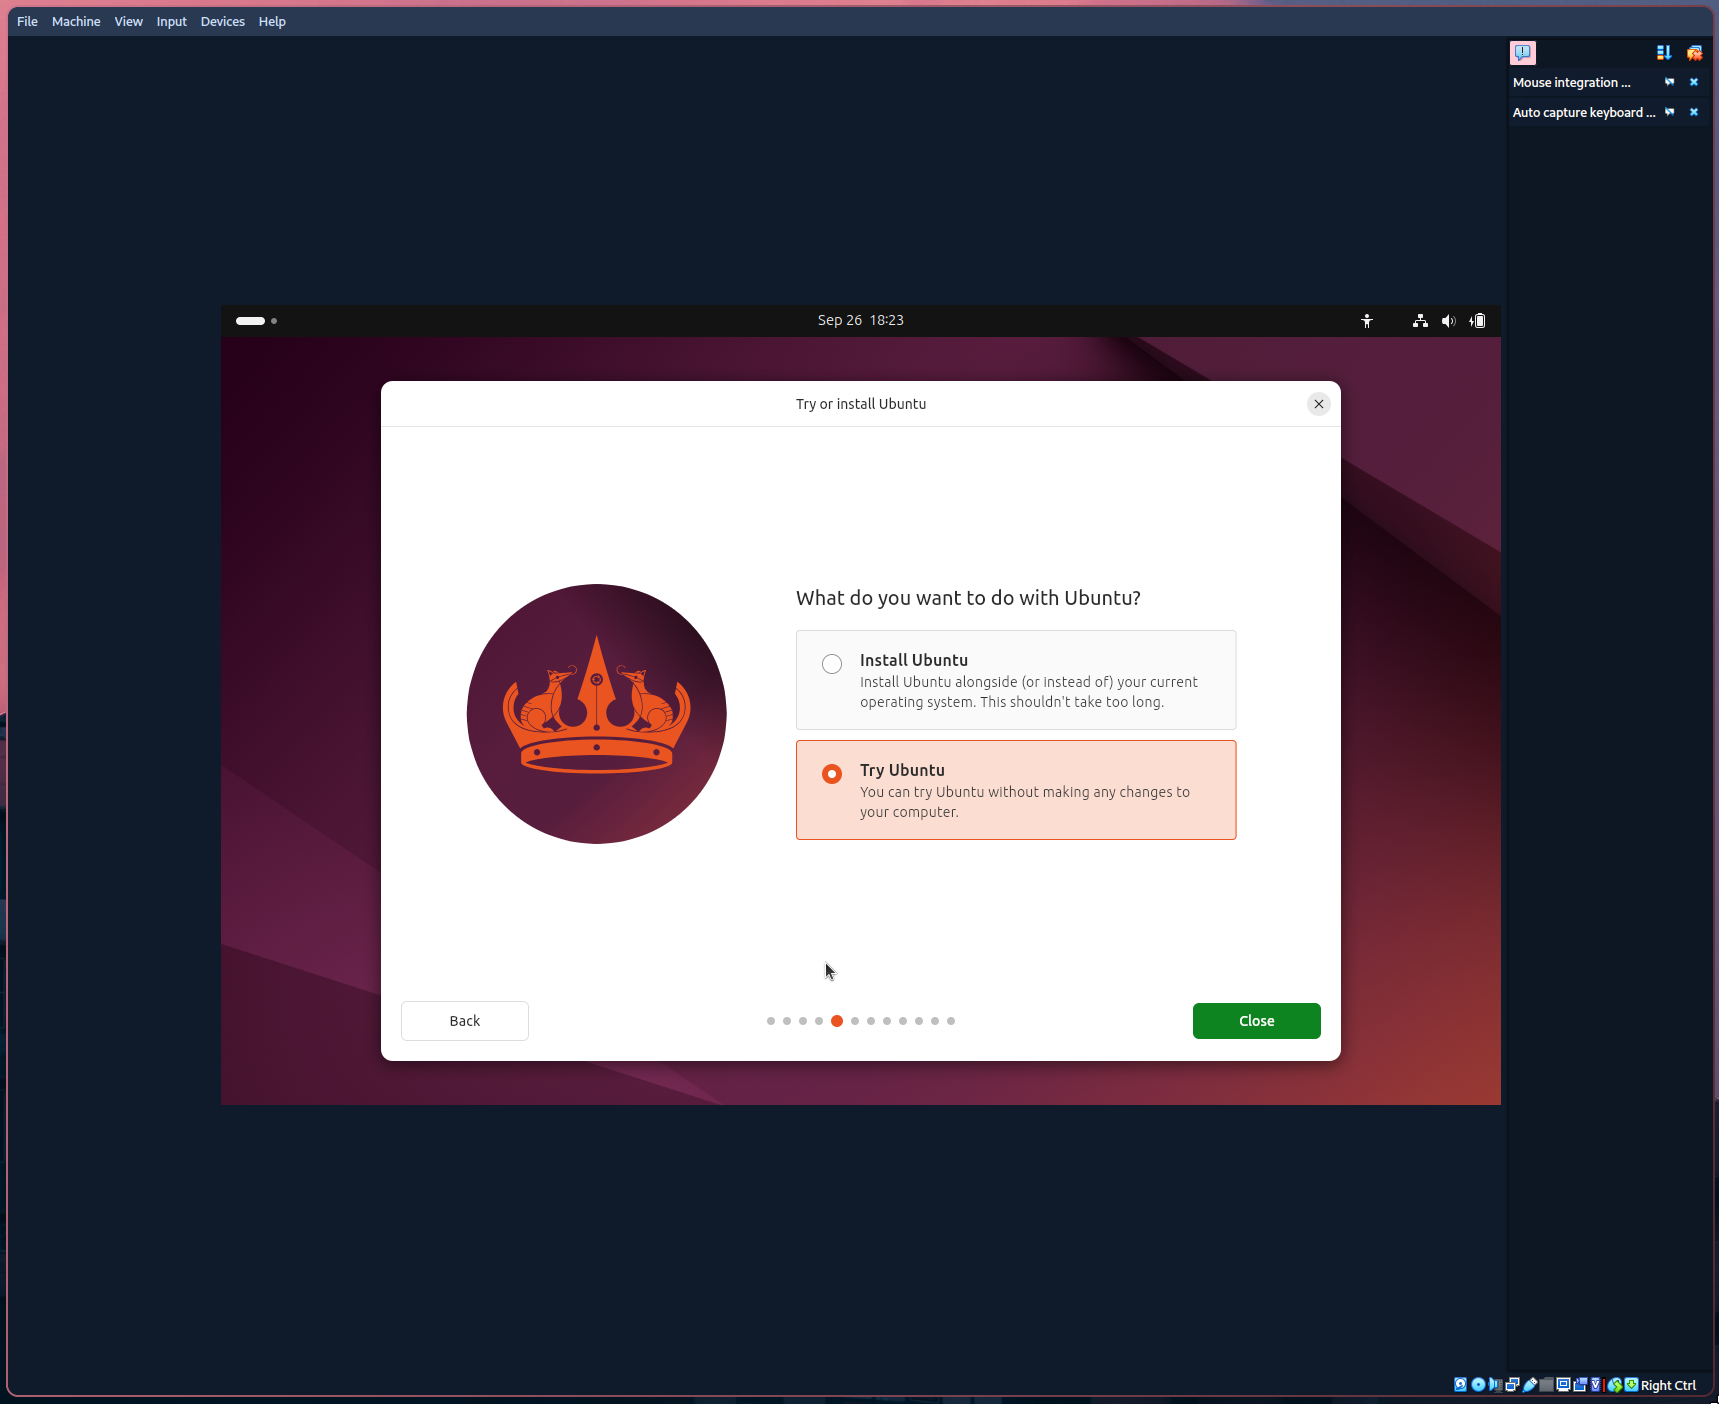 File Machine View Input Devices Help
Mouse integration ...
Auto capture keyboard ...
Sep 26 18:23
Try or install Ubuntu
What do you want to do with Ubuntu?
Install Ubuntu
Install Ubuntu alongside (or instead of) your current
operating system. This shouldn't take too long.
Try Ubuntu
You can try Ubuntu without making any changes to
your computer.
Back
Close
Right Ctrl